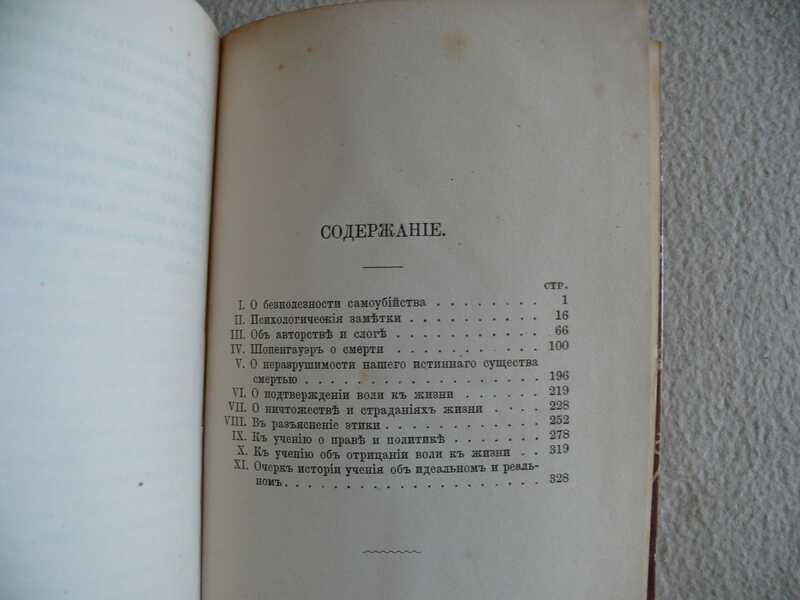 СОДЕРЖАНІЕ.
СТР.
I. О безполезности самоубійства . . . . . . . . 1
II. Психологическія замѣтки . . . . . . . . . . 16
III. Объ авторствѣ и слогѣ . . . . . . . . . . . 66
IV. Шопенгауэръ о смерти . . . . . . . . . . . 100
V. О неразрушимости нашего истиннаго существа
смертью . . . . . . . . . . . . . . . . . . 196
VI. О подтвержденіи воли къ жизни . . . . . . 219
VII. О ничтожествѣ и страданіяхъ жизни . . . . 228
VIII. Въ разъясненіе этики . . . . . . . . . . . . 252
IX. Къ ученію о правѣ и политикѣ . . . . . . . 278
X. Къ ученію объ отрицаніи воли къ жизни . . 319
XI. Очеркъ исторіи ученія объ идеальномъ и реаль-
номъ . . . . . . . . . . . . . . . . . . . 328